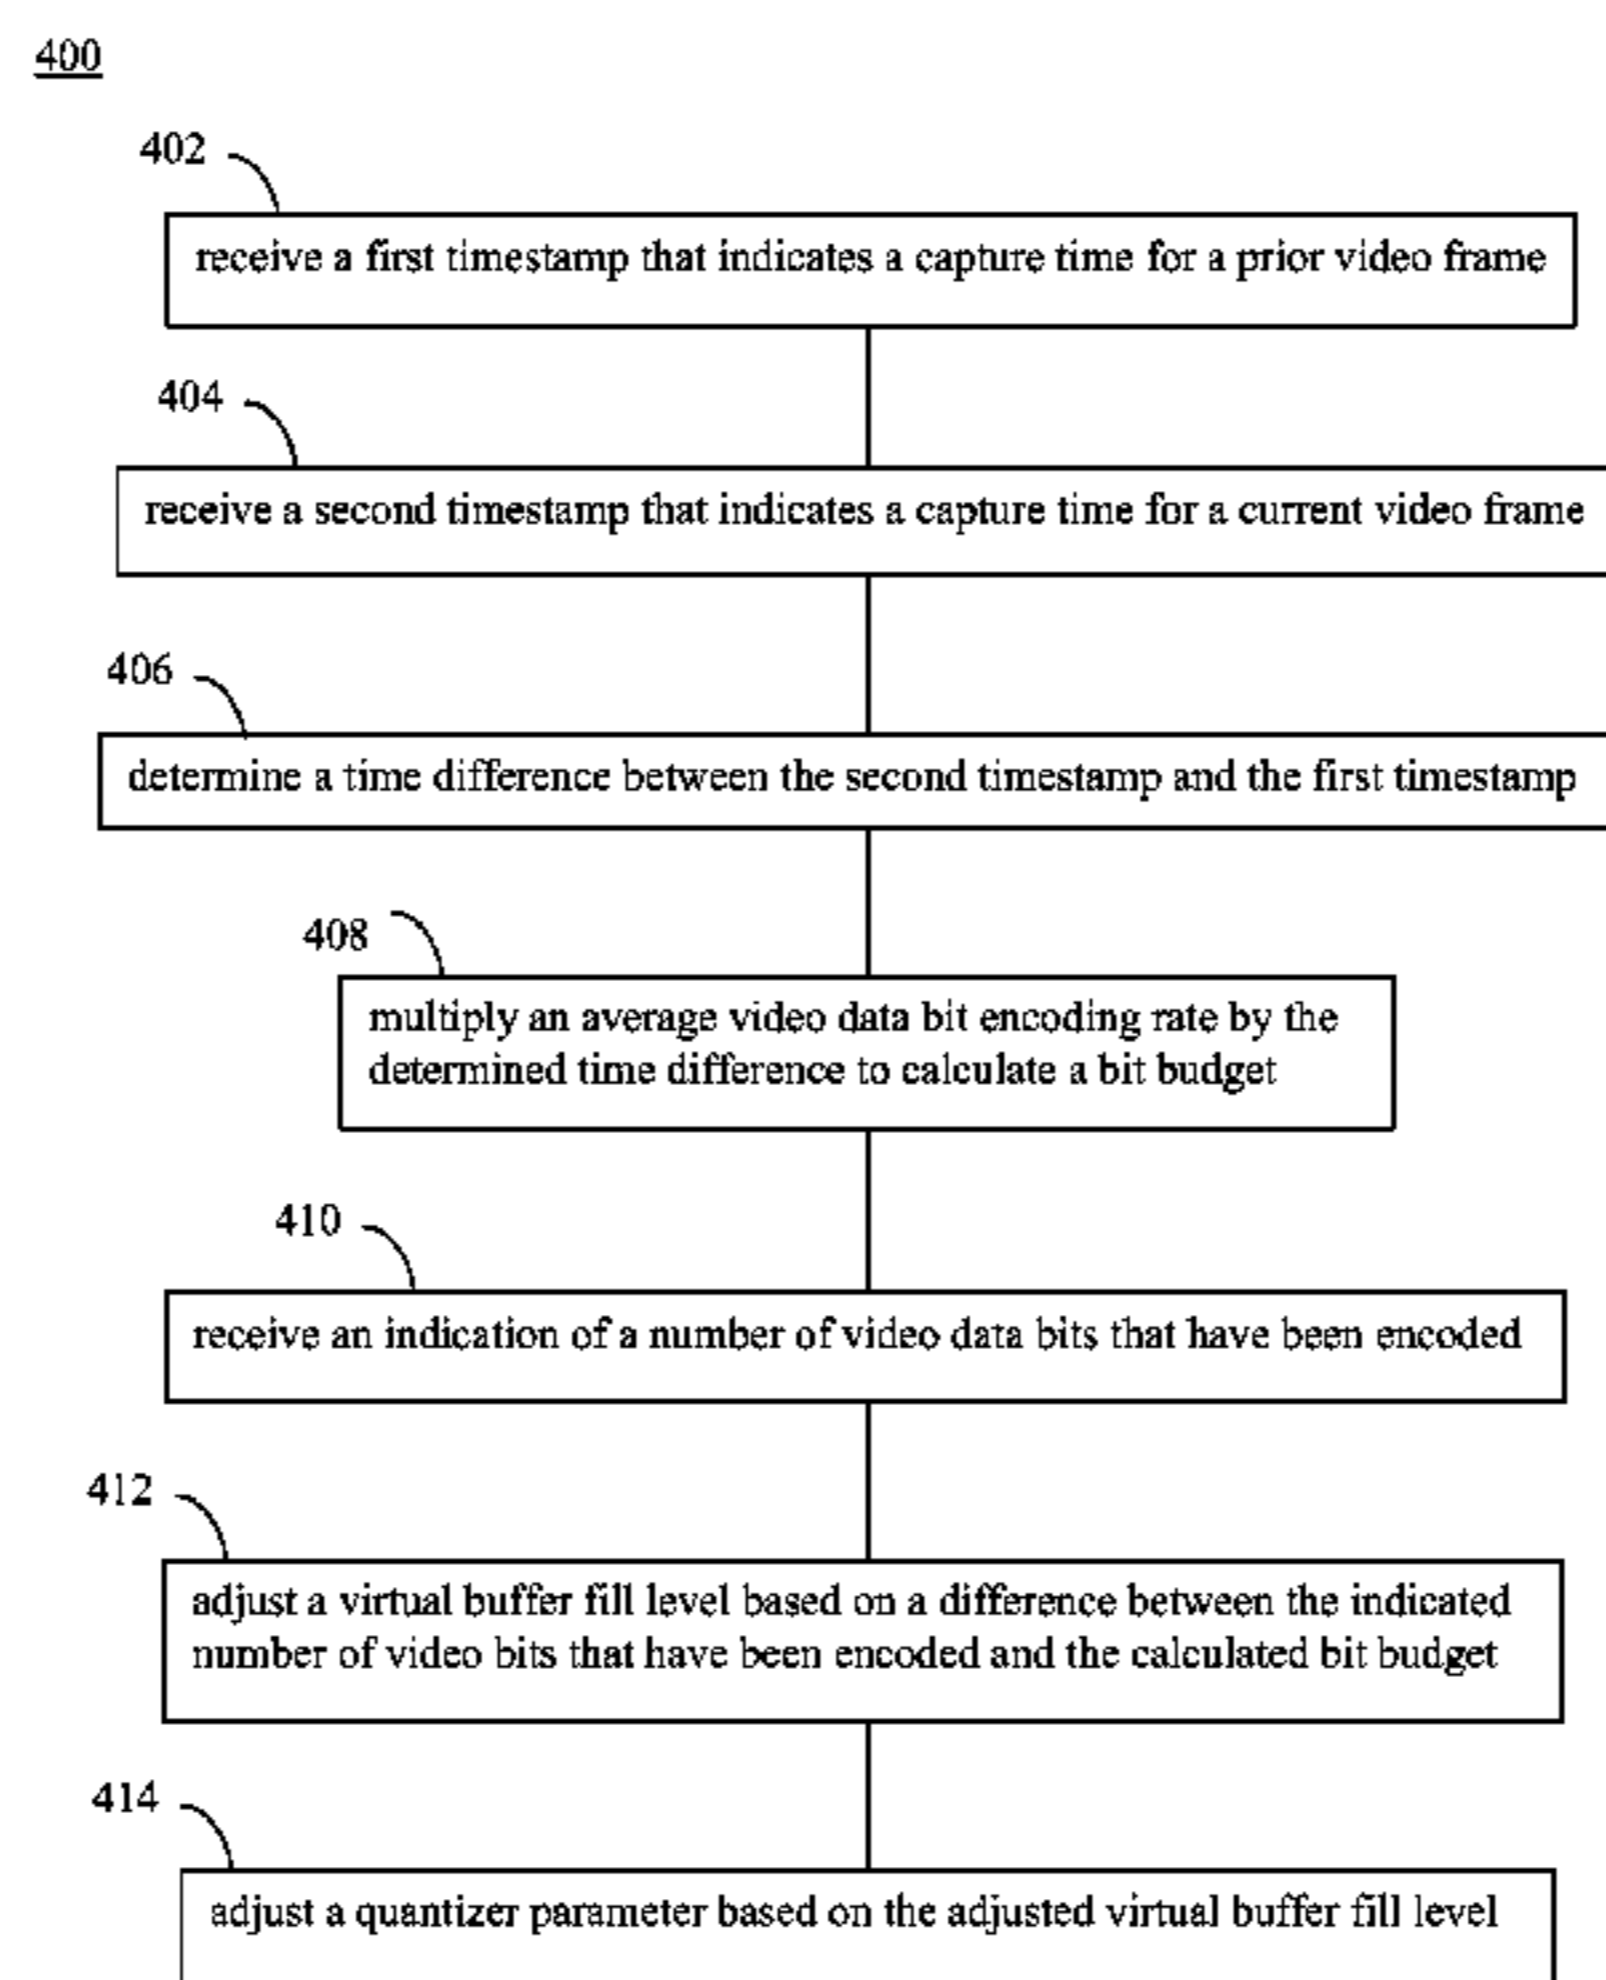 400
402
receive a first timestamp that indicates a capture time for a prior video frame
404
receive a second timestamp that indicates a capture time for a current video frame
406
determine a time difference between the second timestamp and the first timestamp
408
multiply an average video data bit encoding rate by the
determined time difference to calculate a bit budget
410
receive an indication of a number of video data bits that have been encoded
412
adjust a virtual buffer fill level based on a difference between the indicated
number of video bits that have been encoded and the calculated bit budget
414
adjust a quantizer parameter based on the adjusted virtual buffer fill level